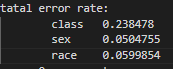 tatal error rate:
class 0.238478
sex 0.0504755
race 0.0599854